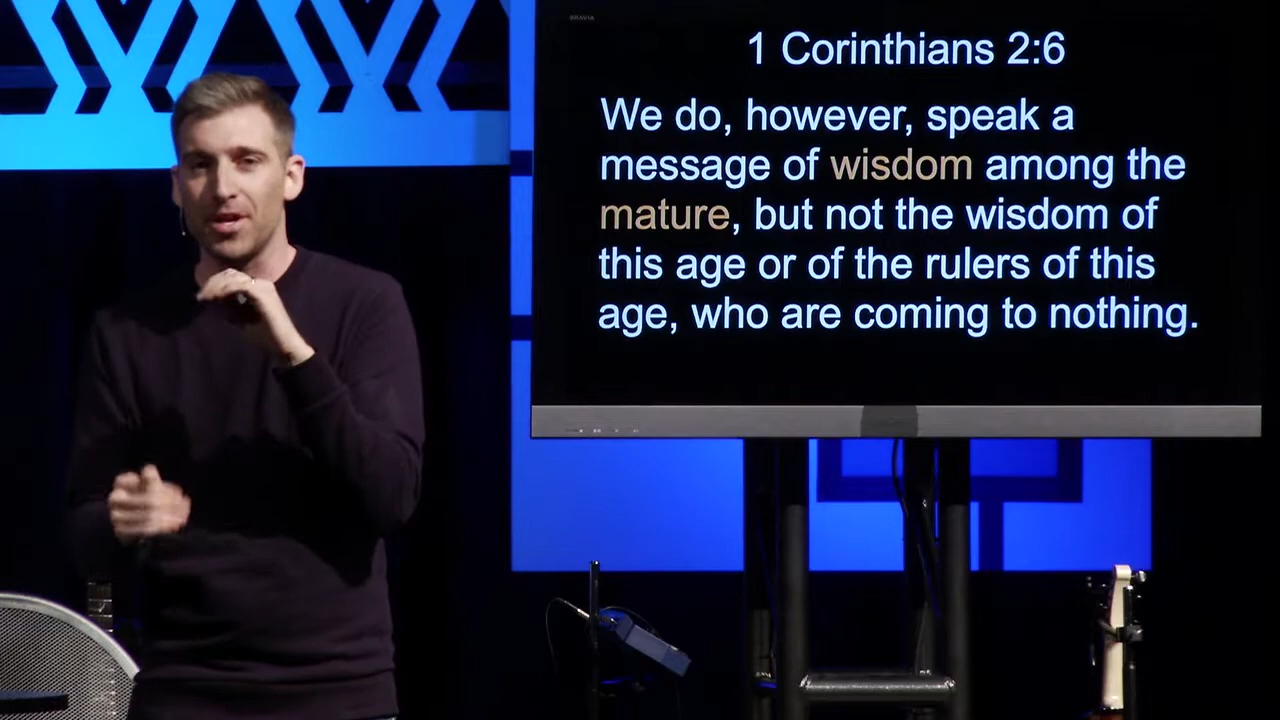 BRAVIA
1 Corinthians 2:6
We do, however, speak a
message of wisdom among the
mature, but not the wisdom of
this age or of the rulers of this
age, who are coming to nothing.